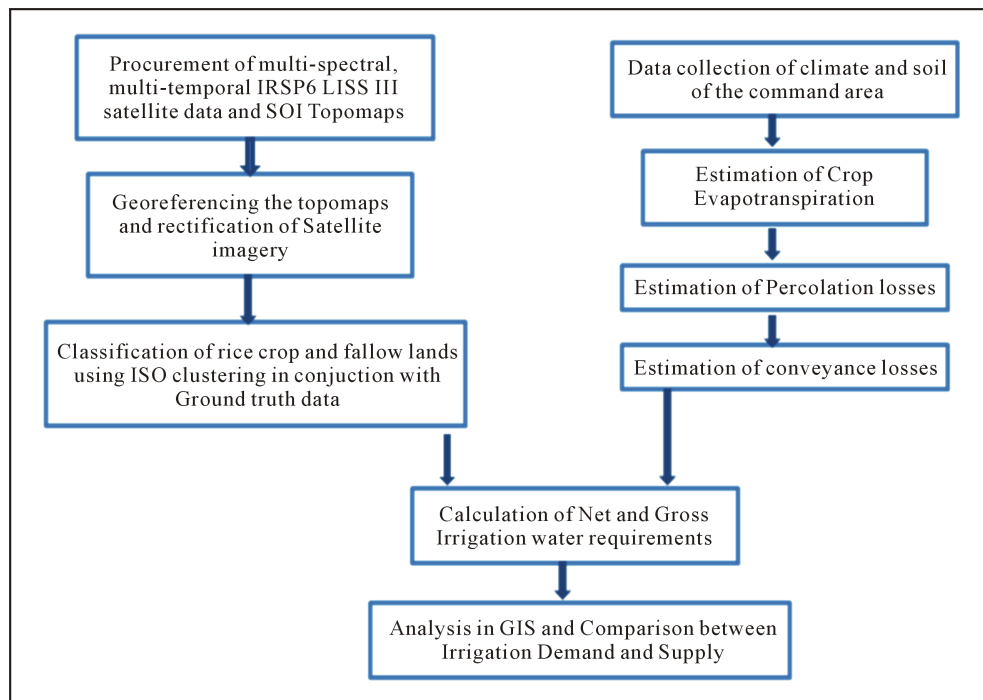 Procurement of multi-spectral,
multi-temporal IRSP6 LISS III
satellite data and SOI Topomaps
Georeferencing the topomaps
and rectification of Satellite
imagery
Classification of rice crop and fallow lands
using ISO clustering in conjuction with
Ground truth data
Data collection of climate and soil
of the command area
Estimation of Crop
Evapotranspiration
Estimation of Percolation losses
Estimation of conveyance losses
Calculation of Net and Gross
Irrigation water requirements
Analysis in GIS and Comparison between
Irrigation Demand and Supply